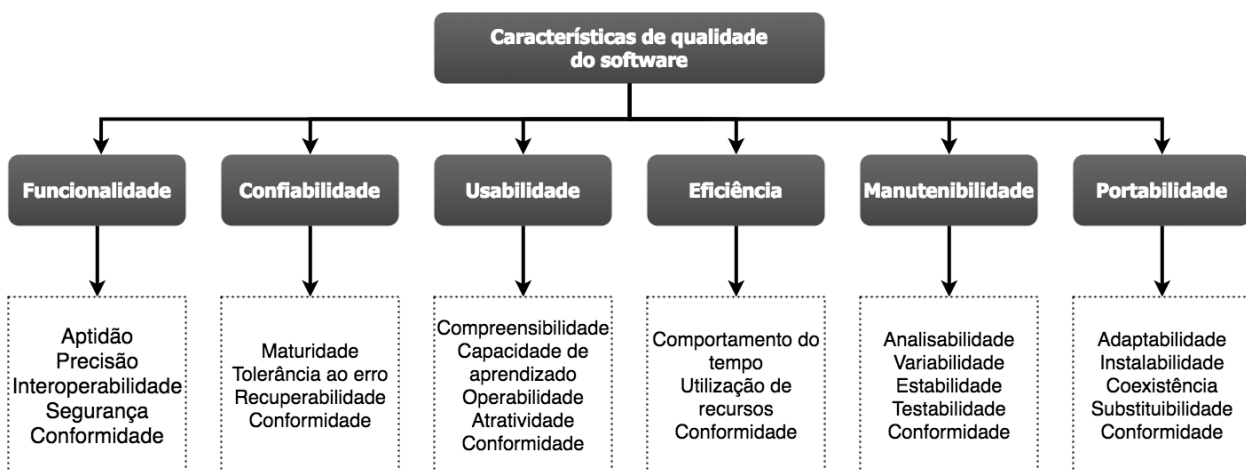 Características de qualidade
do software
Funcionalidade
Confiabilidade
Usabilidade
Eficiência
Manutenibilidade
Portabilidade
Aptidão
Precisão
Interoperabilidade
Segurança
Conformidade
Maturidade
Tolerância ao erro
Recuperabilidade
Conformidade
Compreensibilidade
Capacidade de
aprendizado
Operabilidade
Atratividade
Conformidade
Comportamento do
tempo
Utilização de
recursos
Conformidade
Analisabilidade
Variabilidade
Estabilidade
Testabilidade
Conformidade
Adaptabilidade
Instalabilidade
Coexistência
Substituibilidade
Conformidade